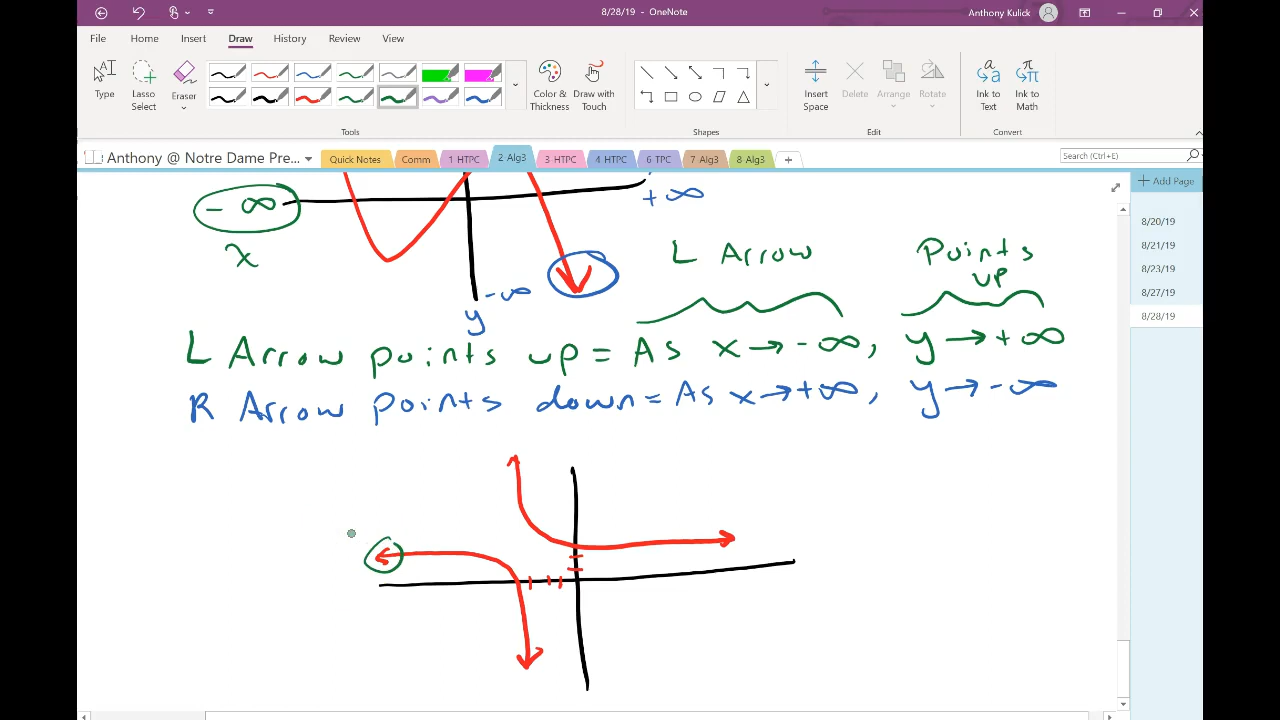 8/28/19 - OneNote
Anthony Kulick
File Home Insert Draw History Review View
Type
Lasso Select
Eraser
Color & Thickness
Draw with Touch
Insert Space
Delete
Arrange
Rotate
Ink to Text
Ink to Math
Tools
Shapes
Edit
Convert
Anthony @ Notre Dame Pre...
Quick Notes Comm 1 HTPC 2 Alg3 3 HTPC 4 HTPC 6 TPC 7 Alg3 8 Alg3
Search (Ctrl+E)
Add Page
8/20/19
8/21/19
8/23/19
8/27/19
8/28/19
- ∞
x
+ ∞
- ∞
y
L Arrow
Points up
L Arrow points up = As x → - ∞, y → + ∞
R Arrow points down = As x → + ∞, y → - ∞